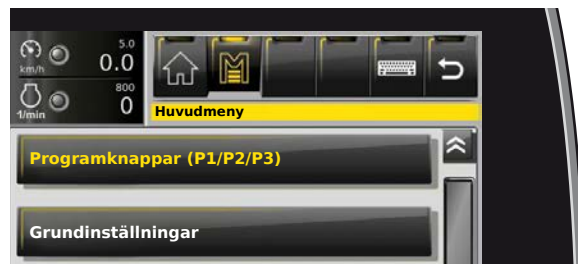 5.0
km/h 0.0
800
1/min 0
Huvudmeny
Programknappar (P1/P2/P3)
Grundinställningar